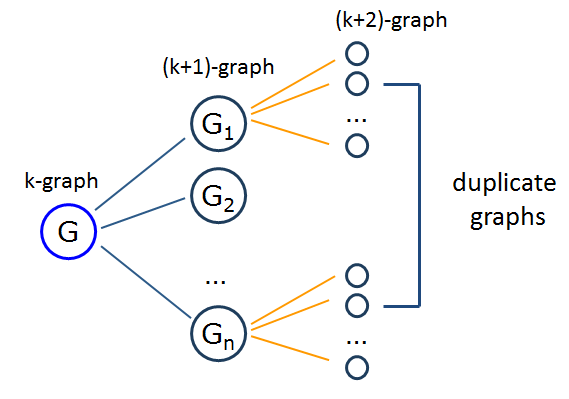 (k+2)-graph
(k+1)-graph
G₁
...
k-graph
duplicate
graphs
G₂
G
...
Gₙ
...